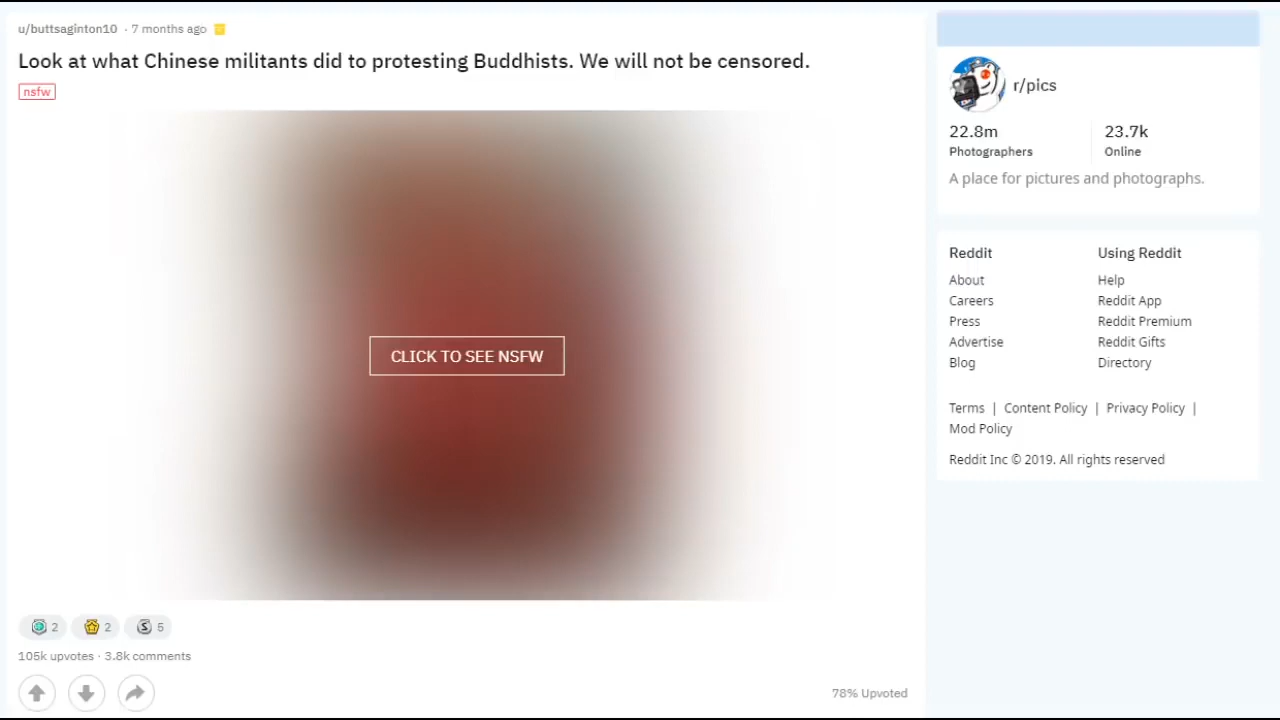 u/buttsaginton10 · 7 months ago
Look at what Chinese militants did to protesting Buddhists. We will not be censored.
nsfw
CLICK TO SEE NSFW
2 2 5
105k upvotes · 3.8k comments
78% Upvoted
r/pics
22.8m 23.7k
Photographers Online
A place for pictures and photographs.
Reddit Using Reddit
About Help
Careers Reddit App
Press Reddit Premium
Advertise Reddit Gifts
Blog Directory
Terms | Content Policy | Privacy Policy |
Mod Policy
Reddit Inc © 2019. All rights reserved